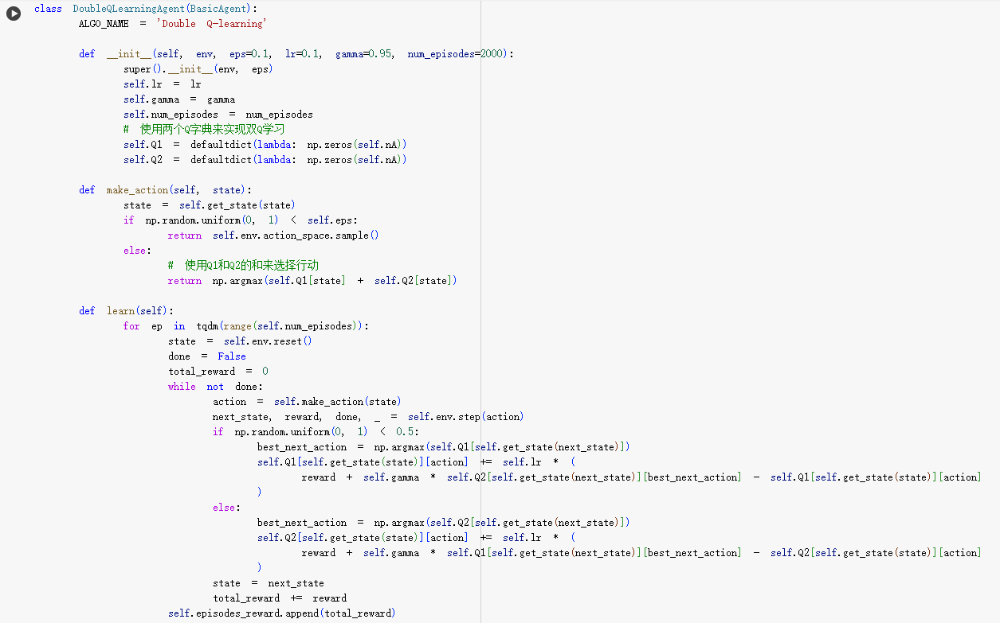 class DoubleQLearningAgent(BasicAgent):
    ALGO_NAME = 'Double Q-learning'

    def __init__(self, env, eps=0.1, lr=0.1, gamma=0.95, num_episodes=2000):
        super().__init__(env, eps)
        self.lr = lr
        self.gamma = gamma
        self.num_episodes = num_episodes
        # 使用两个Q字典来实现双Q学习
        self.Q1 = defaultdict(lambda: np.zeros(self.nA))
        self.Q2 = defaultdict(lambda: np.zeros(self.nA))

    def make_action(self, state):
        state = self.get_state(state)
        if np.random.uniform(0, 1) < self.eps:
            return self.env.action_space.sample()
        else:
            # 使用Q1和Q2的和来选择行动
            return np.argmax(self.Q1[state] + self.Q2[state])

    def learn(self):
        for ep in tqdm(range(self.num_episodes)):
            state = self.env.reset()
            done = False
            total_reward = 0
            while not done:
                action = self.make_action(state)
                next_state, reward, done, _ = self.env.step(action)
                if np.random.uniform(0, 1) < 0.5:
                    best_next_action = np.argmax(self.Q1[self.get_state(next_state)])
                    self.Q1[self.get_state(state)][action] += self.lr * (
                        reward + self.gamma * self.Q2[self.get_state(next_state)][best_next_action] - self.Q1[self.get_state(state)][action]
                    )
                else:
                    best_next_action = np.argmax(self.Q2[self.get_state(next_state)])
                    self.Q2[self.get_state(state)][action] += self.lr * (
                        reward + self.gamma * self.Q1[self.get_state(next_state)][best_next_action] - self.Q2[self.get_state(state)][action]
                    )
                state = next_state
                total_reward += reward
            self.episodes_reward.append(total_reward)